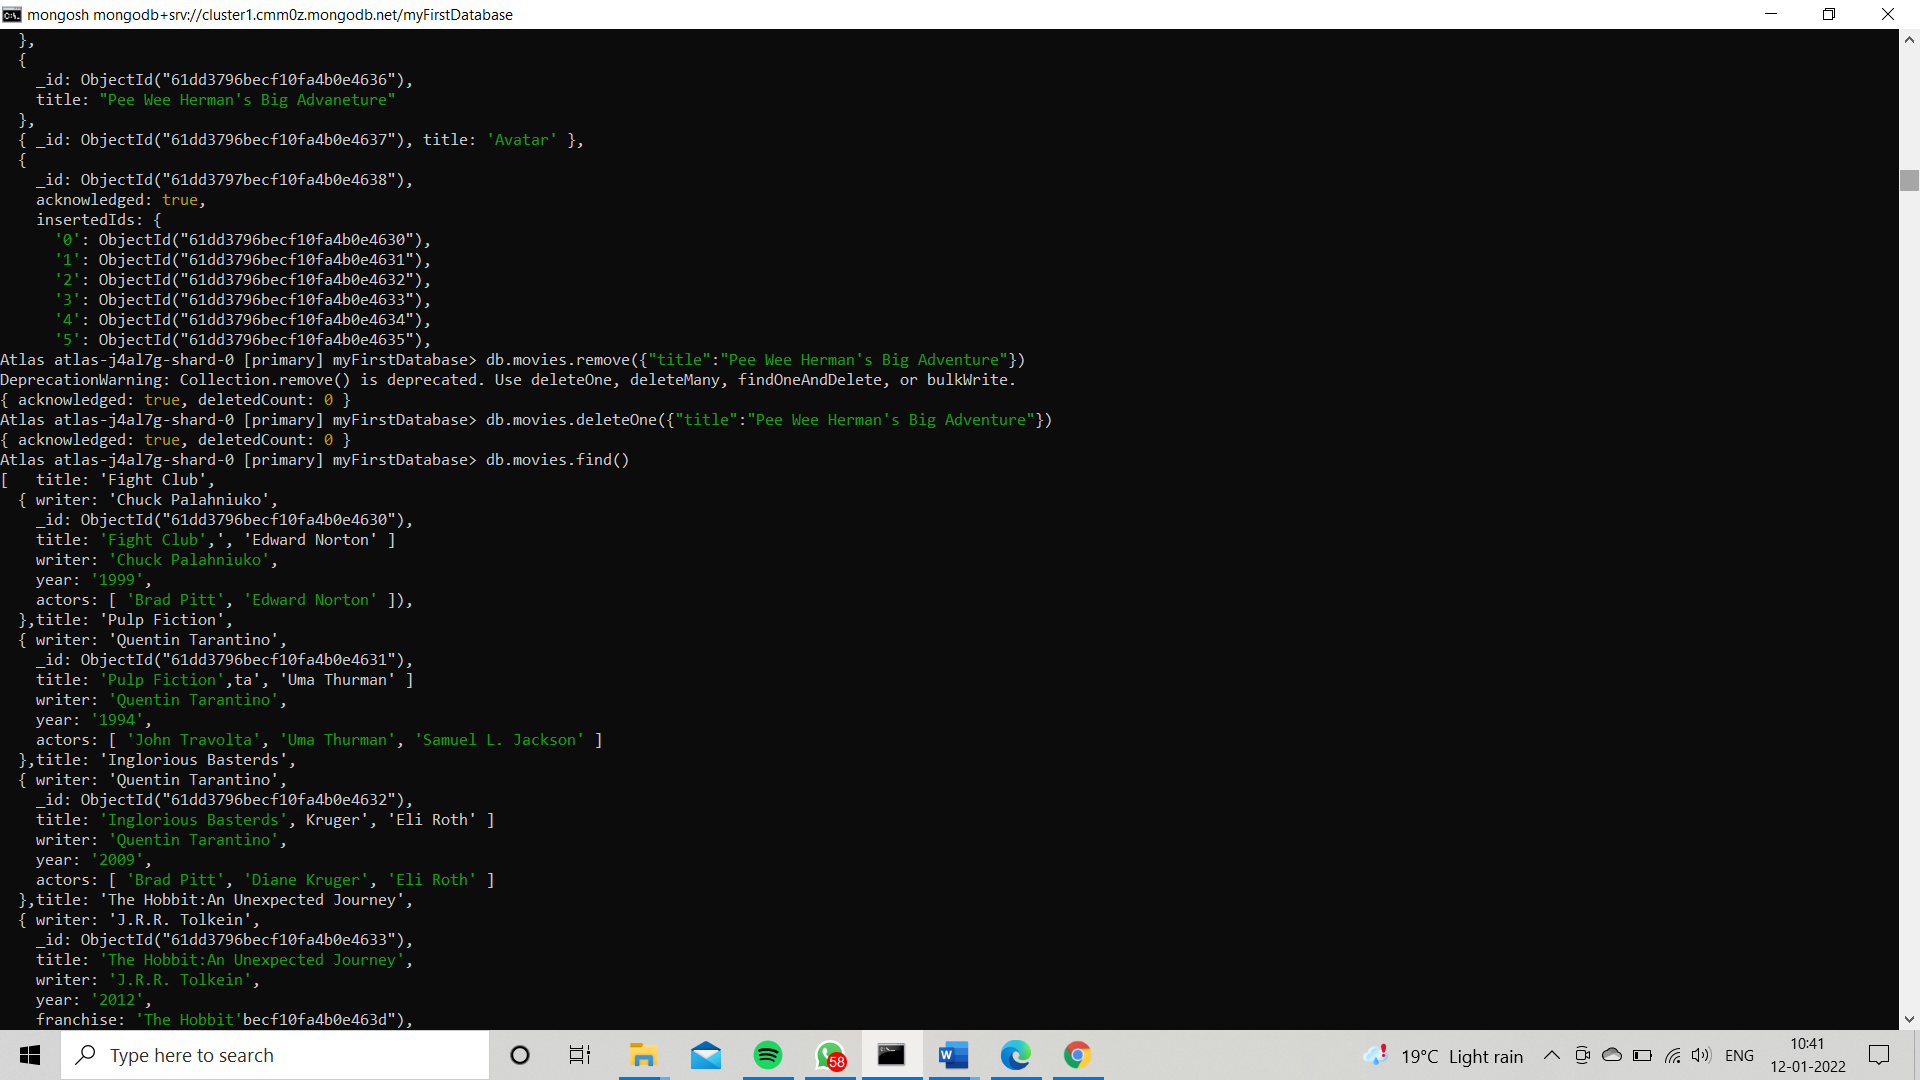 mongosh mongodb+srv://cluster1.cmm0z.mongodb.net/myFirstDatabase
},
{
_id: ObjectId("61dd3796becf10fa4b0e4636"),
title: "Pee Wee Herman's Big Advaneture"
},
{ _id: ObjectId("61dd3796becf10fa4b0e4637"), title: 'Avatar' },
{
_id: ObjectId("61dd3797becf10fa4b0e4638"),
acknowledged: true,
insertedIds: {
'0': ObjectId("61dd3796becf10fa4b0e4630"),
'1': ObjectId("61dd3796becf10fa4b0e4631"),
'2': ObjectId("61dd3796becf10fa4b0e4632"),
'3': ObjectId("61dd3796becf10fa4b0e4633"),
'4': ObjectId("61dd3796becf10fa4b0e4634"),
'5': ObjectId("61dd3796becf10fa4b0e4635"),
Atlas atlas-j4al7g-shard-0 [primary] myFirstDatabase> db.movies.remove({"title":"Pee Wee Herman's Big Adventure"})
DeprecationWarning: Collection.remove() is deprecated. Use deleteOne, deleteMany, findOneAndDelete, or bulkWrite.
{ acknowledged: true, deletedCount: 0 }
Atlas atlas-j4al7g-shard-0 [primary] myFirstDatabase> db.movies.deleteOne({"title":"Pee Wee Herman's Big Adventure"})
{ acknowledged: true, deletedCount: 0 }
Atlas atlas-j4al7g-shard-0 [primary] myFirstDatabase> db.movies.find()
[   title: 'Fight Club',
{ writer: 'Chuck Palahniuko',
_id: ObjectId("61dd3796becf10fa4b0e4630"),
title: 'Fight Club',', 'Edward Norton' ]
writer: 'Chuck Palahniuko',
year: '1999',
actors: [ 'Brad Pitt', 'Edward Norton' ]),
},title: 'Pulp Fiction',
{ writer: 'Quentin Tarantino',
_id: ObjectId("61dd3796becf10fa4b0e4631"),
title: 'Pulp Fiction',ta', 'Uma Thurman' ]
writer: 'Quentin Tarantino',
year: '1994',
actors: [ 'John Travolta', 'Uma Thurman', 'Samuel L. Jackson' ]
},title: 'Inglorious Basterds',
{ writer: 'Quentin Tarantino',
_id: ObjectId("61dd3796becf10fa4b0e4632"),
title: 'Inglorious Basterds', Kruger', 'Eli Roth' ]
writer: 'Quentin Tarantino',
year: '2009',
actors: [ 'Brad Pitt', 'Diane Kruger', 'Eli Roth' ]
},title: 'The Hobbit:An Unexpected Journey',
{ writer: 'J.R.R. Tolkein',
_id: ObjectId("61dd3796becf10fa4b0e4633"),
title: 'The Hobbit:An Unexpected Journey',
writer: 'J.R.R. Tolkein',
year: '2012',
franchise: 'The Hobbit'becf10fa4b0e463d"),
Type here to search
58
19°C Light rain
ENG
10:41
12-01-2022